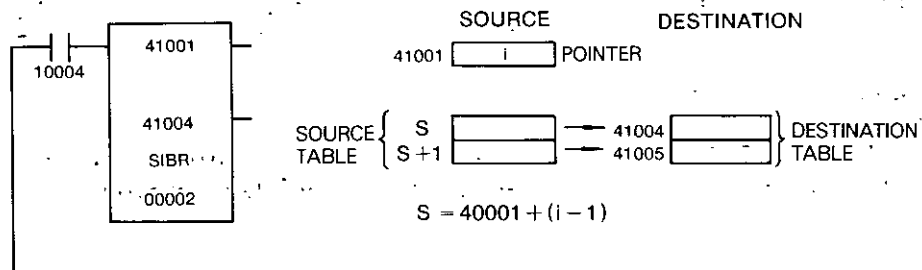 SOURCE DESTINATION
41001
10004
41001 i POINTER
41004
SIBR
00002
SOURCE TABLE
S
S+1
41004
41005
DESTINATION TABLE
S = 40001 + (i − 1)